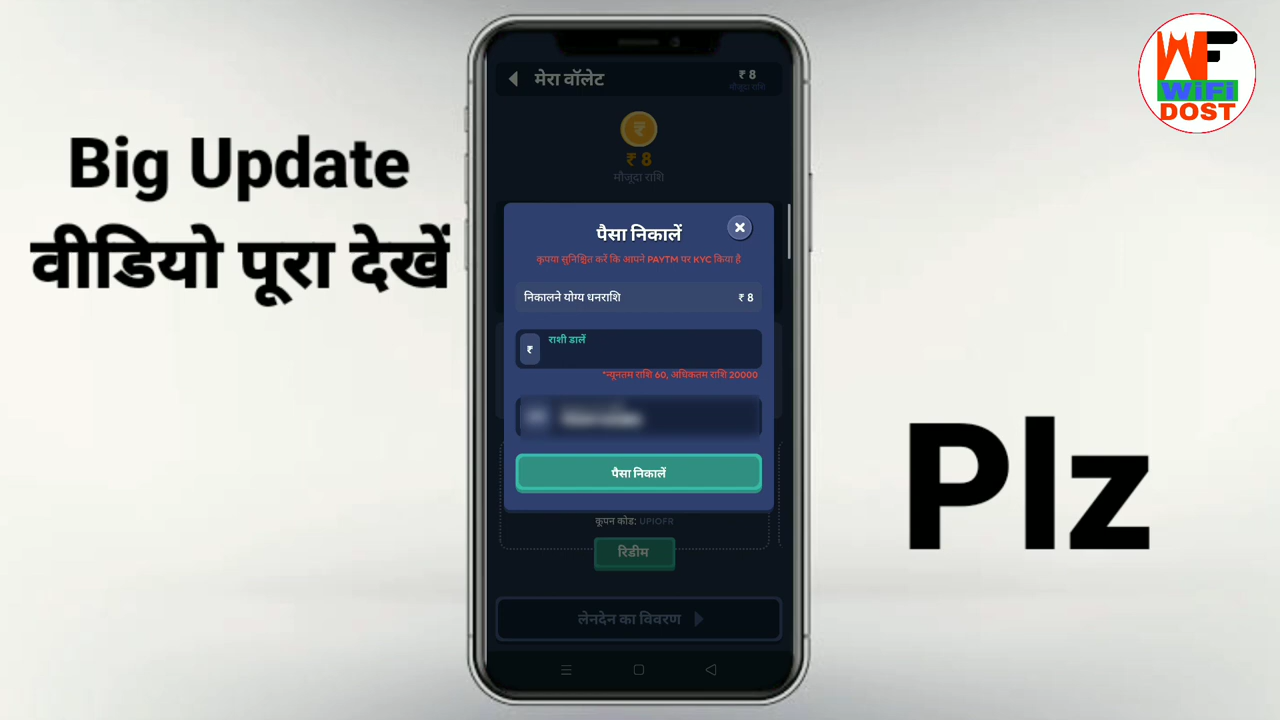 Big Update
वीडियो पूरा देखें
Plz
WF
WiFi
DOST
मेरा वॉलेट
₹ 8
मौजूदा राशि
₹
₹ 8
मौजूदा राशि
पैसा निकालें
कृपया सुनिश्चित करें कि आपने PAYTM पर KYC किया है
निकालने योग्य धनराशि ₹ 8
₹ राशी डालें
*न्यूनतम राशि 60, अधिकतम राशि 20000
पैसा निकालें
कूपन कोड: UPIOFR
रिडीम
लेनदेन का विवरण